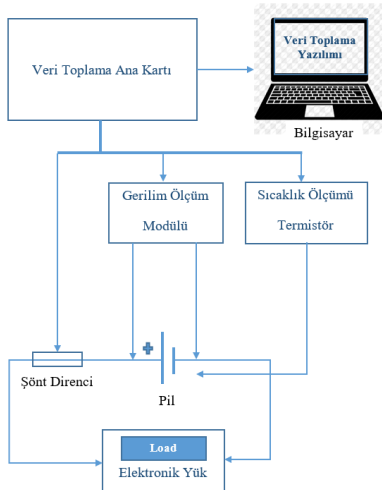 Veri Toplama Ana Kartı
Veri Toplama
Yazılımı
Bilgisayar
Gerilim Ölçüm
Modülü
Sıcaklık Ölçümü
Termistör
Şönt Direnci
Pil
Load
Elektronik Yük